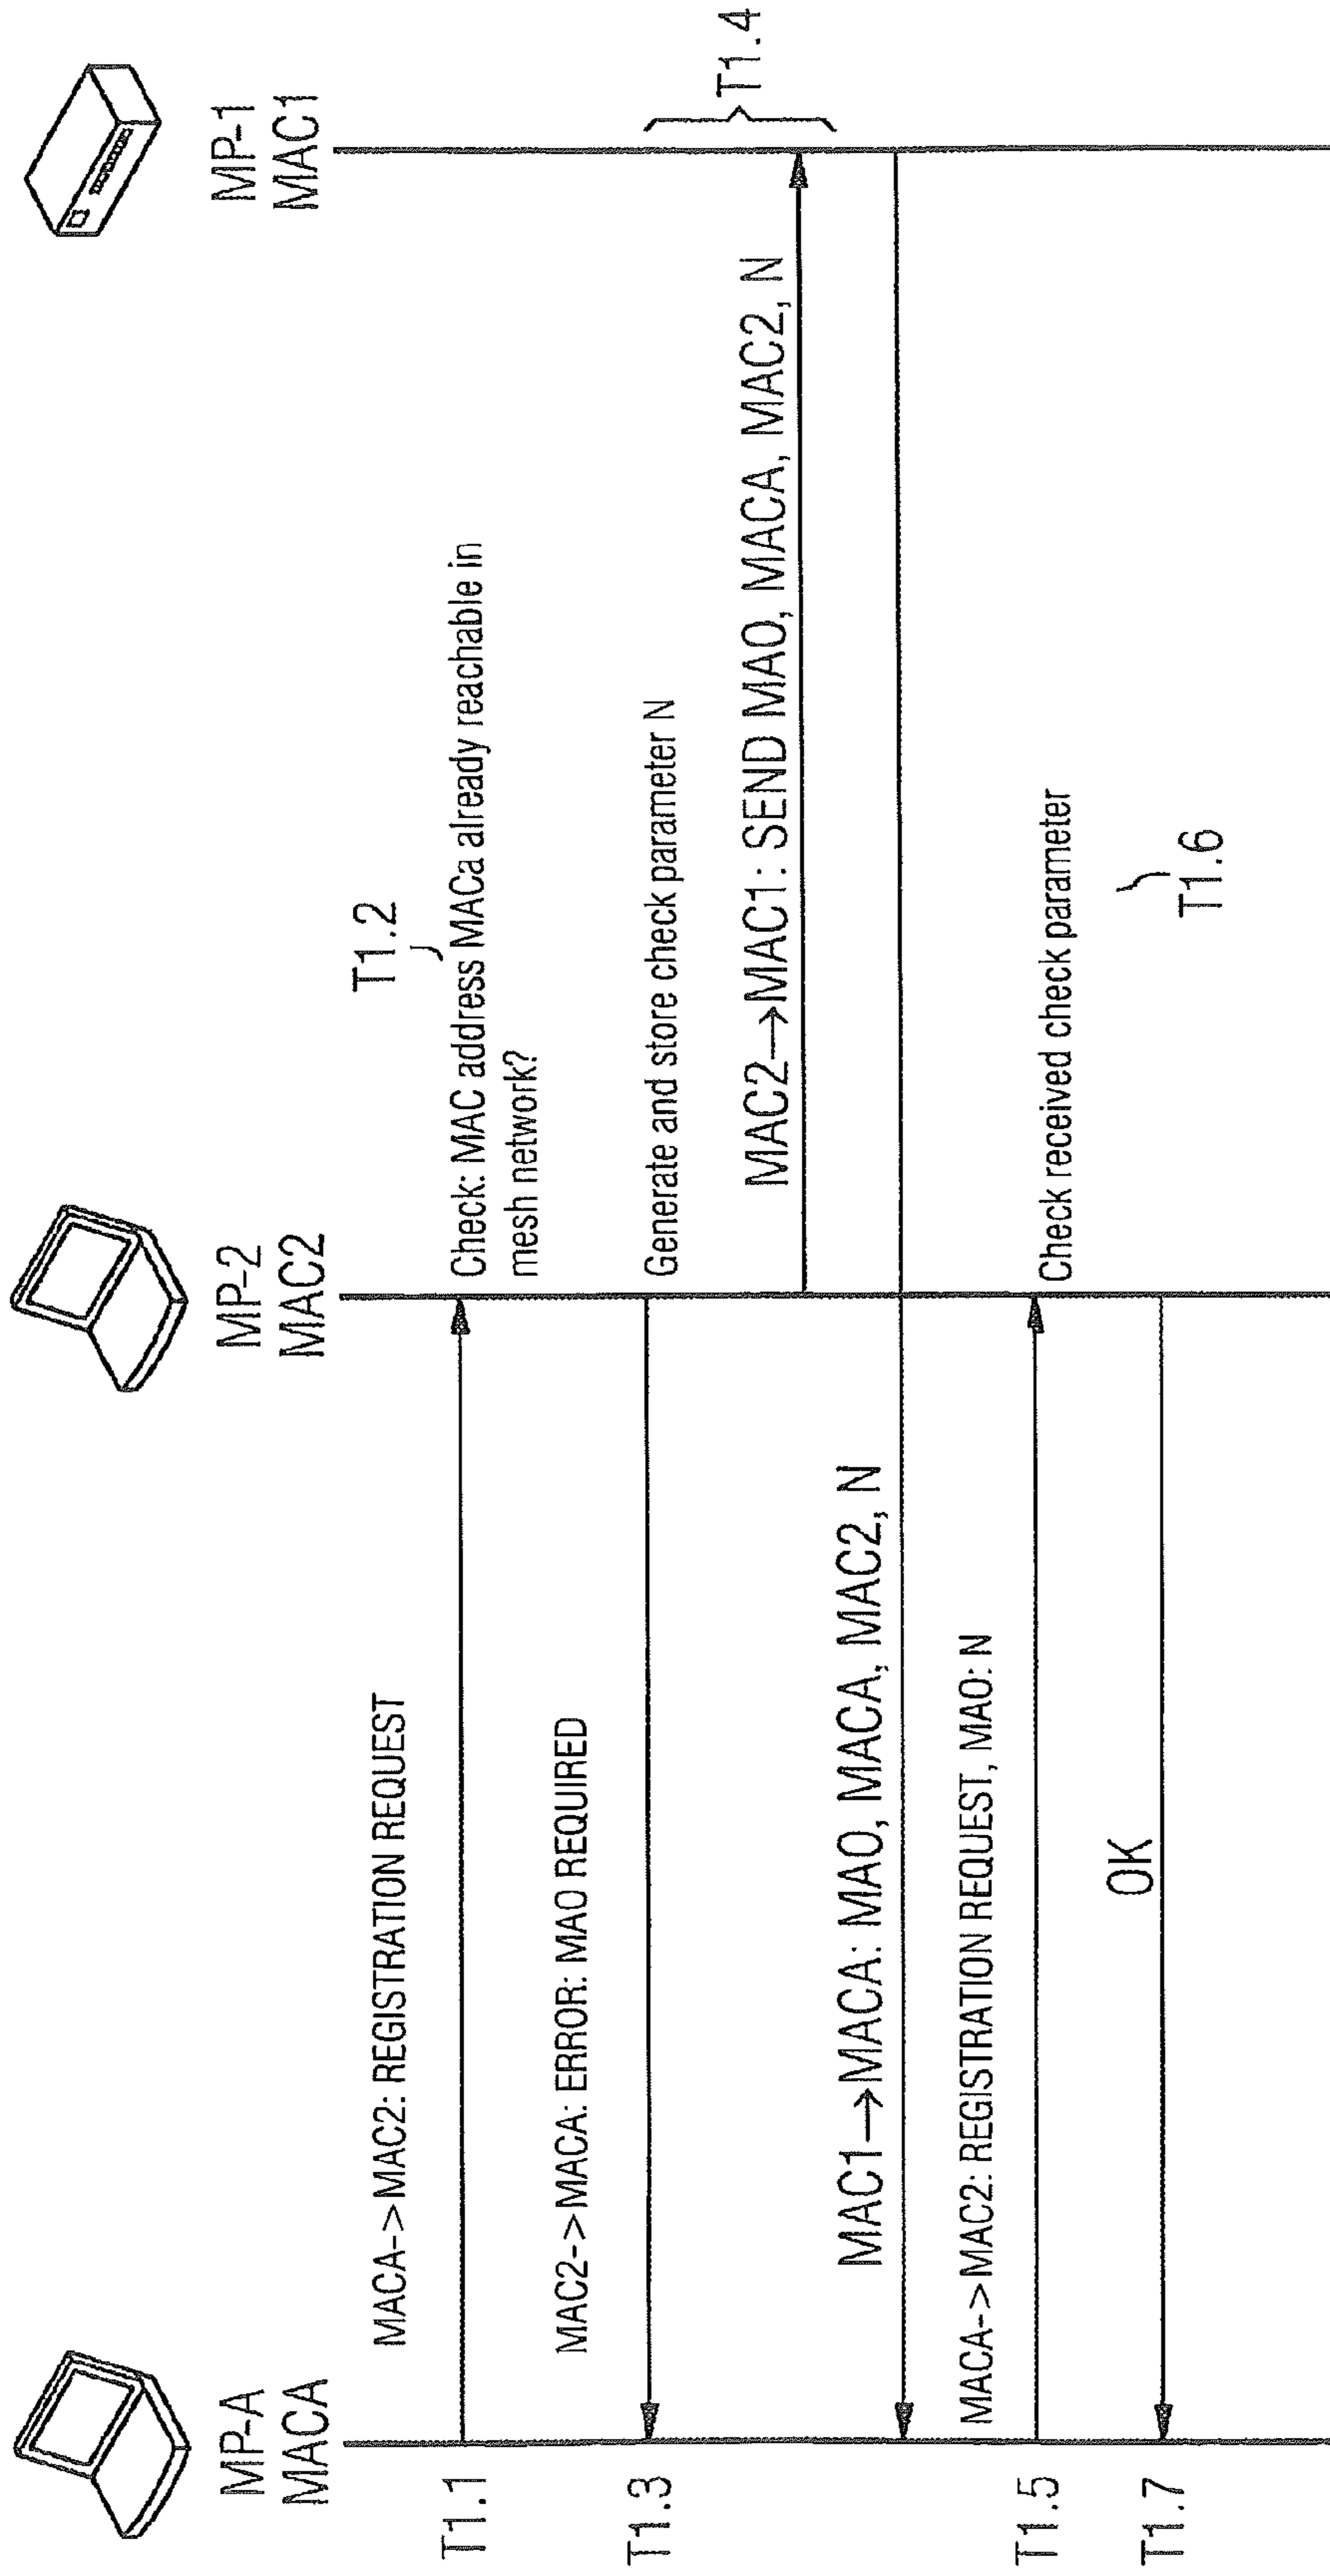 MP-A
MACA
MP-2
MAC2
MP-1
MAC1
T1.1
MACA->MAC2: REGISTRATION REQUEST
T1.2
Check: MAC address MACa already reachable in
mesh network?
T1.3
MAC2->MACA: ERROR: MAO REQUIRED
Generate and store check parameter N
MAC2→MAC1: SEND MAO, MACA, MAC2, N
T1.4
MAC1→MACA: MAO, MACA, MAC2, N
T1.5
MACA->MAC2: REGISTRATION REQUEST, MAO: N
Check received check parameter
T1.6
T1.7
OK